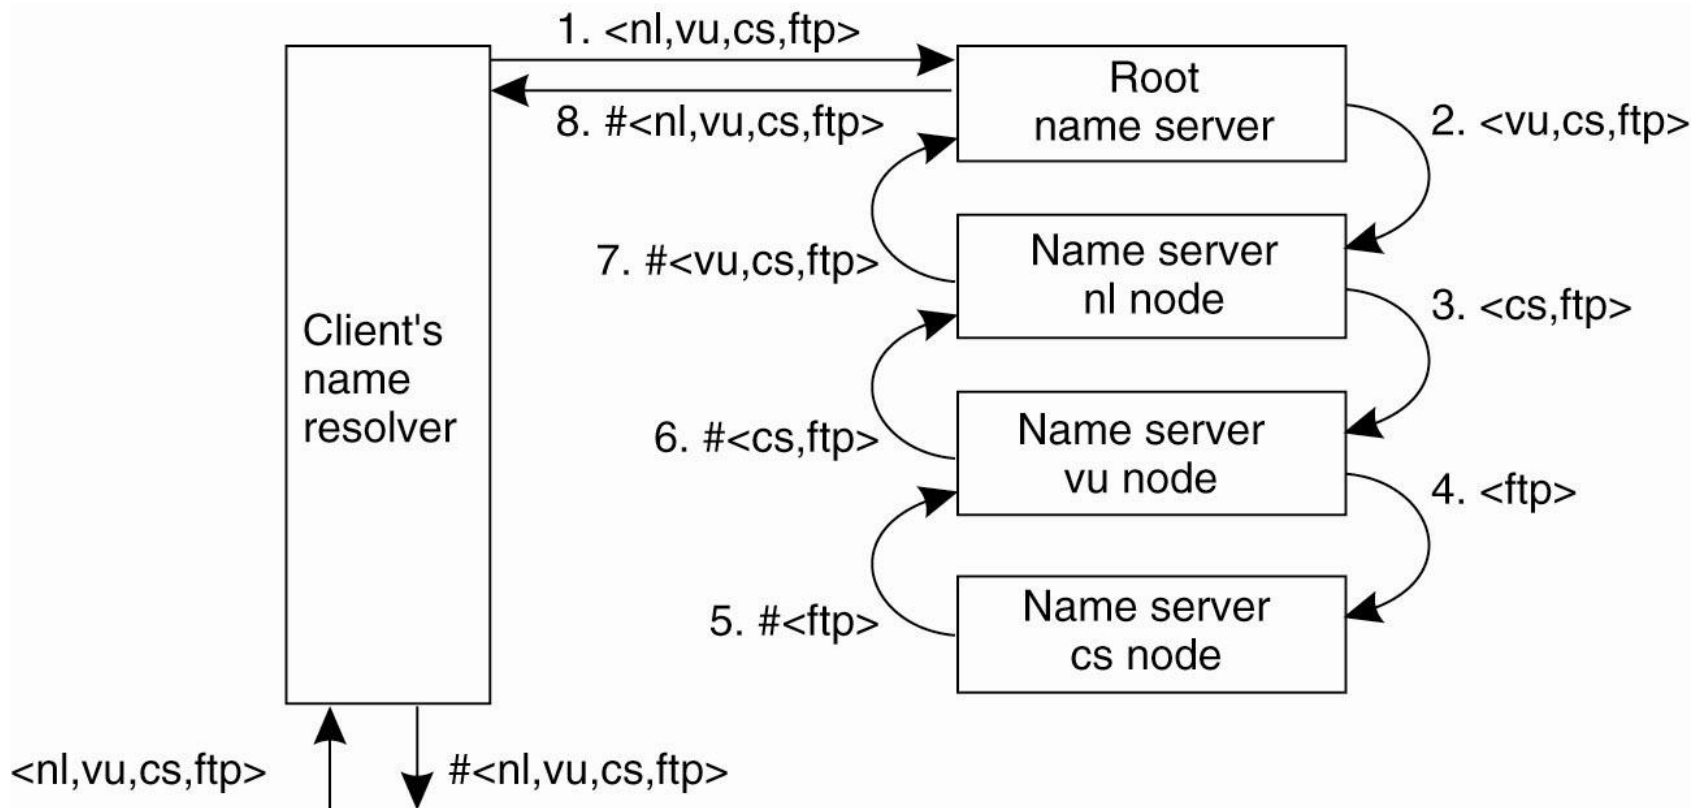 1. <nl,vu,cs,ftp>
Root
name server
8. #<nl,vu,cs,ftp>
2. <vu,cs,ftp>
Name server
nl node
7. #<vu,cs,ftp>
3. <cs,ftp>
Client's
name
resolver
Name server
vu node
6. #<cs,ftp>
4. <ftp>
Name server
cs node
5. #<ftp>
<nl,vu,cs,ftp>
#<nl,vu,cs,ftp>